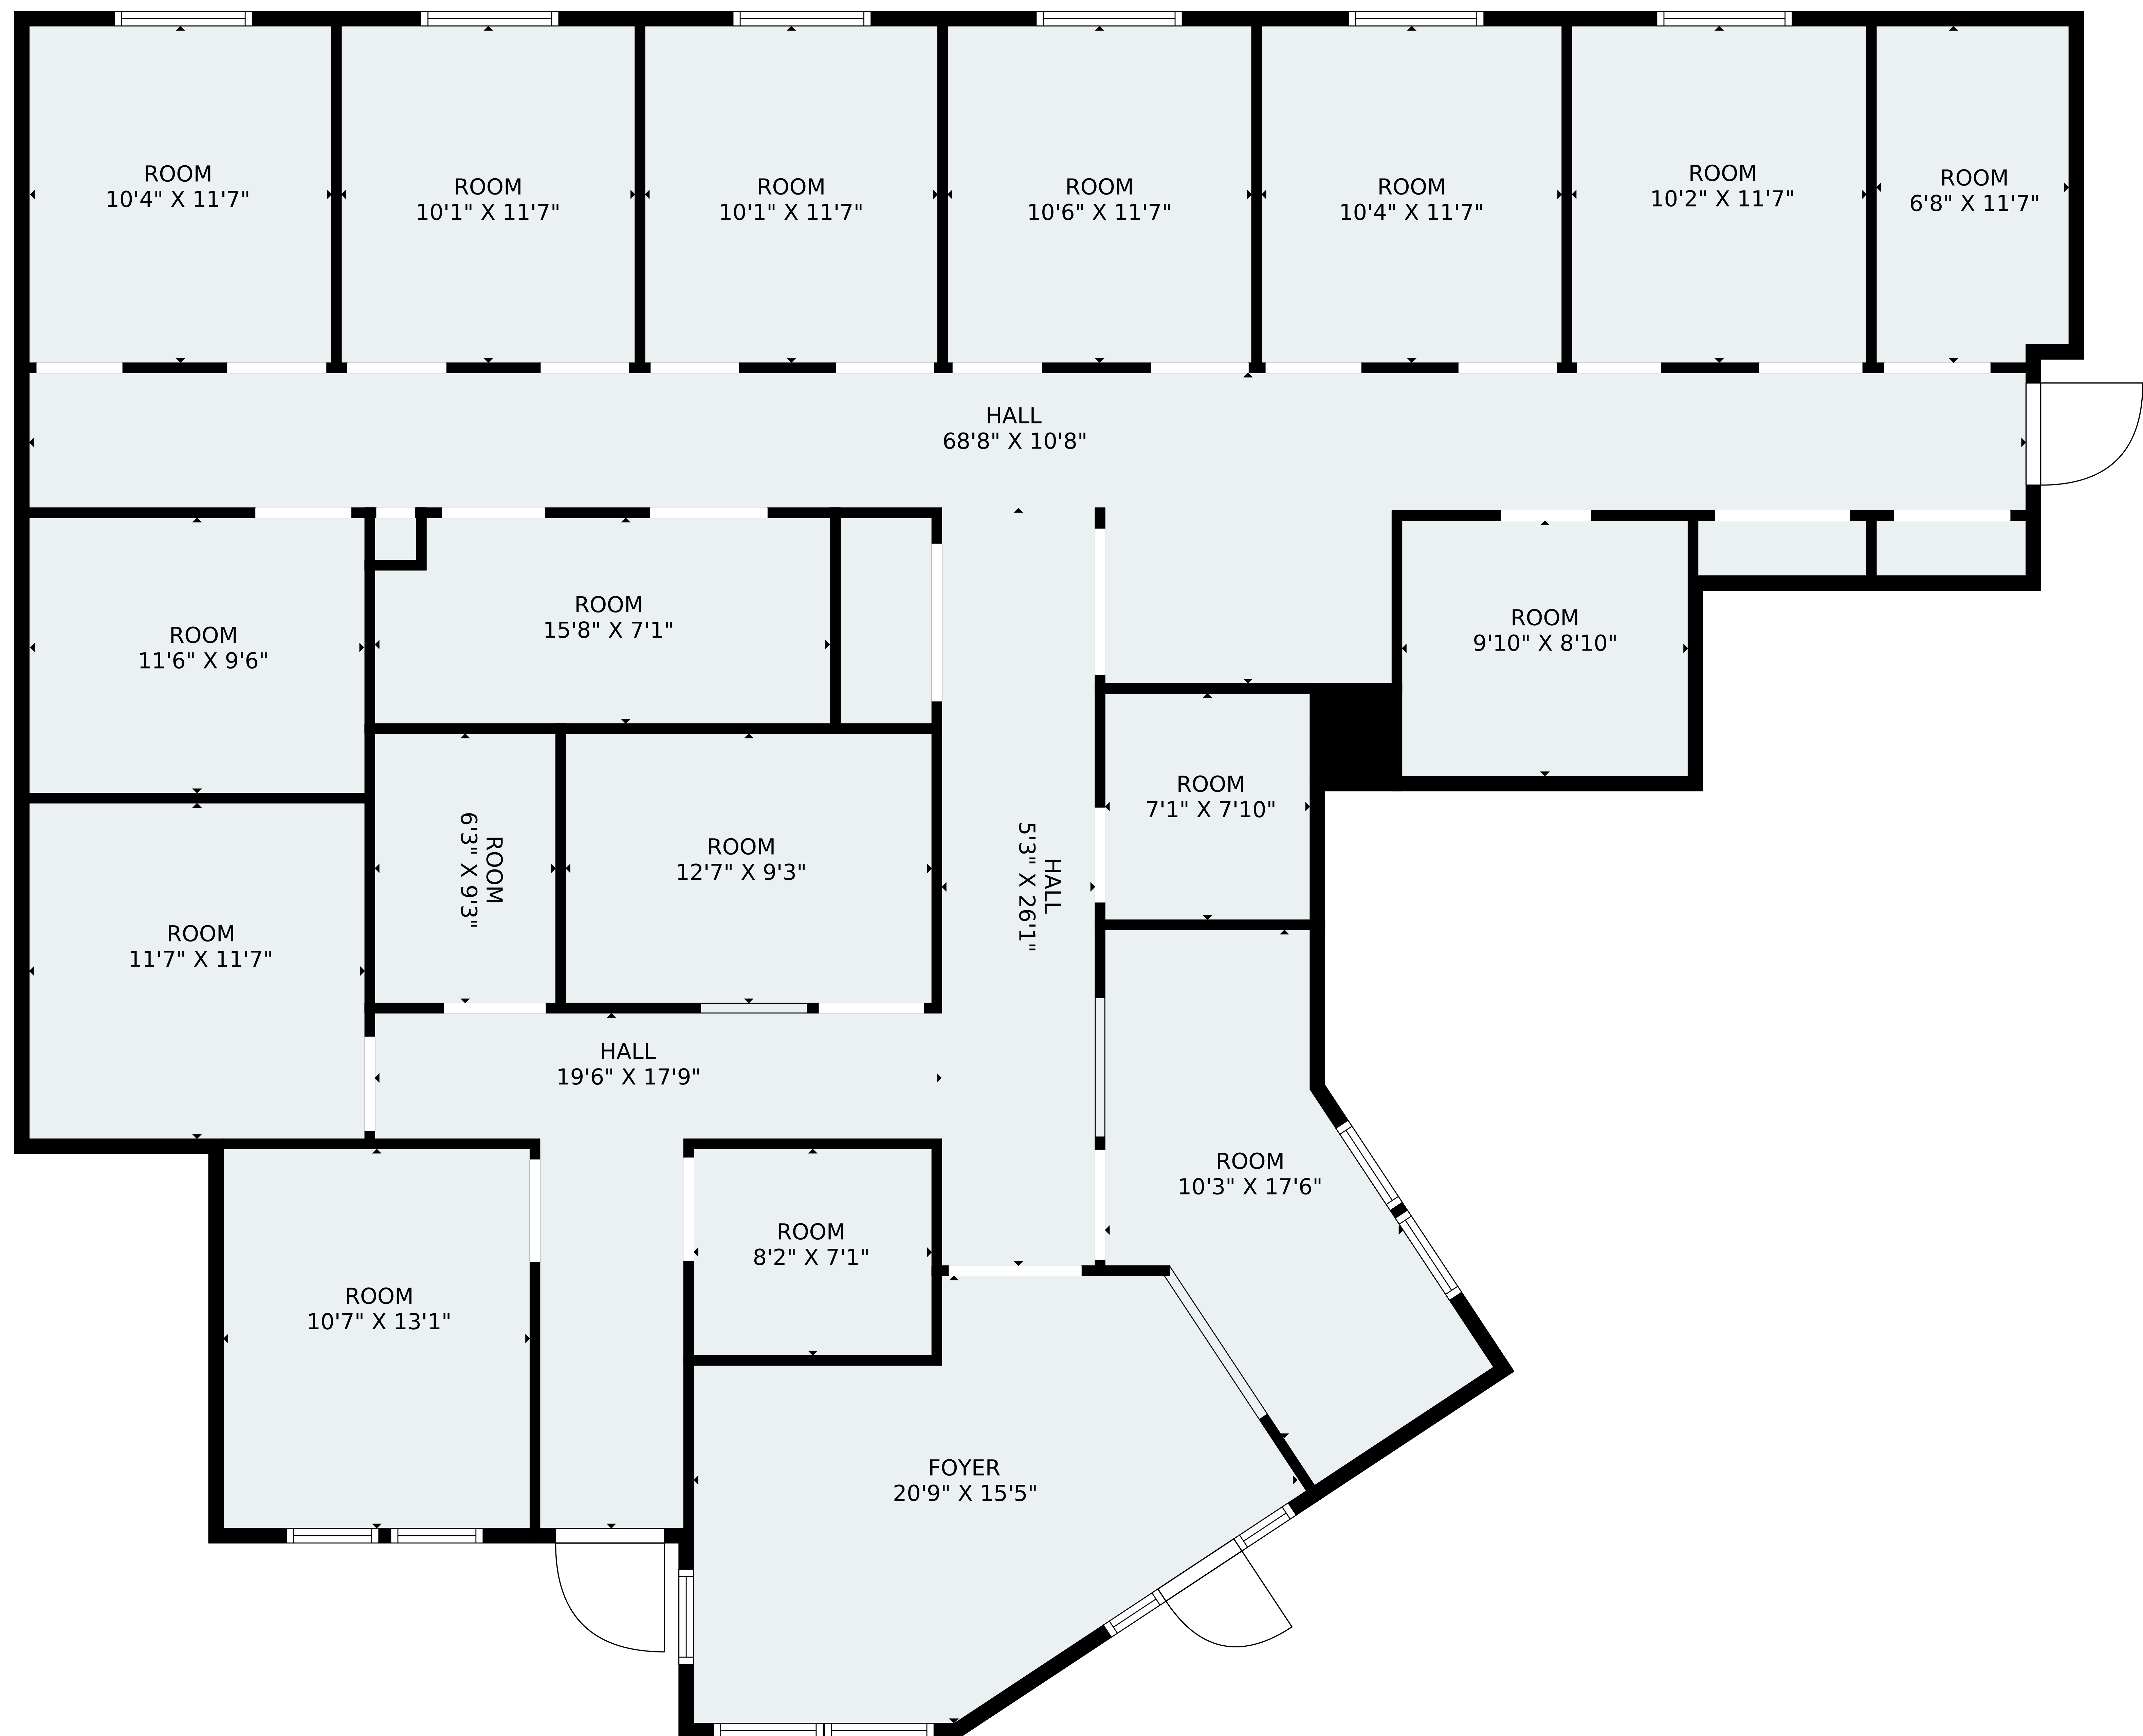 ROOM
10'4" X 11'7"
ROOM
10'1" X 11'7"
ROOM
10'1" X 11'7"
ROOM
10'6" X 11'7"
ROOM
10'4" X 11'7"
ROOM
10'2" X 11'7"
ROOM
6'8" X 11'7"
HALL
68'8" X 10'8"
ROOM
11'6" X 9'6"
ROOM
15'8" X 7'1"
ROOM
9'10" X 8'10"
ROOM
7'1" X 7'10"
ROOM
6'3" X 9'3"
ROOM
12'7" X 9'3"
HALL
5'3" X 26'1"
ROOM
11'7" X 11'7"
HALL
19'6" X 17'9"
ROOM
10'3" X 17'6"
ROOM
8'2" X 7'1"
ROOM
10'7" X 13'1"
FOYER
20'9" X 15'5"